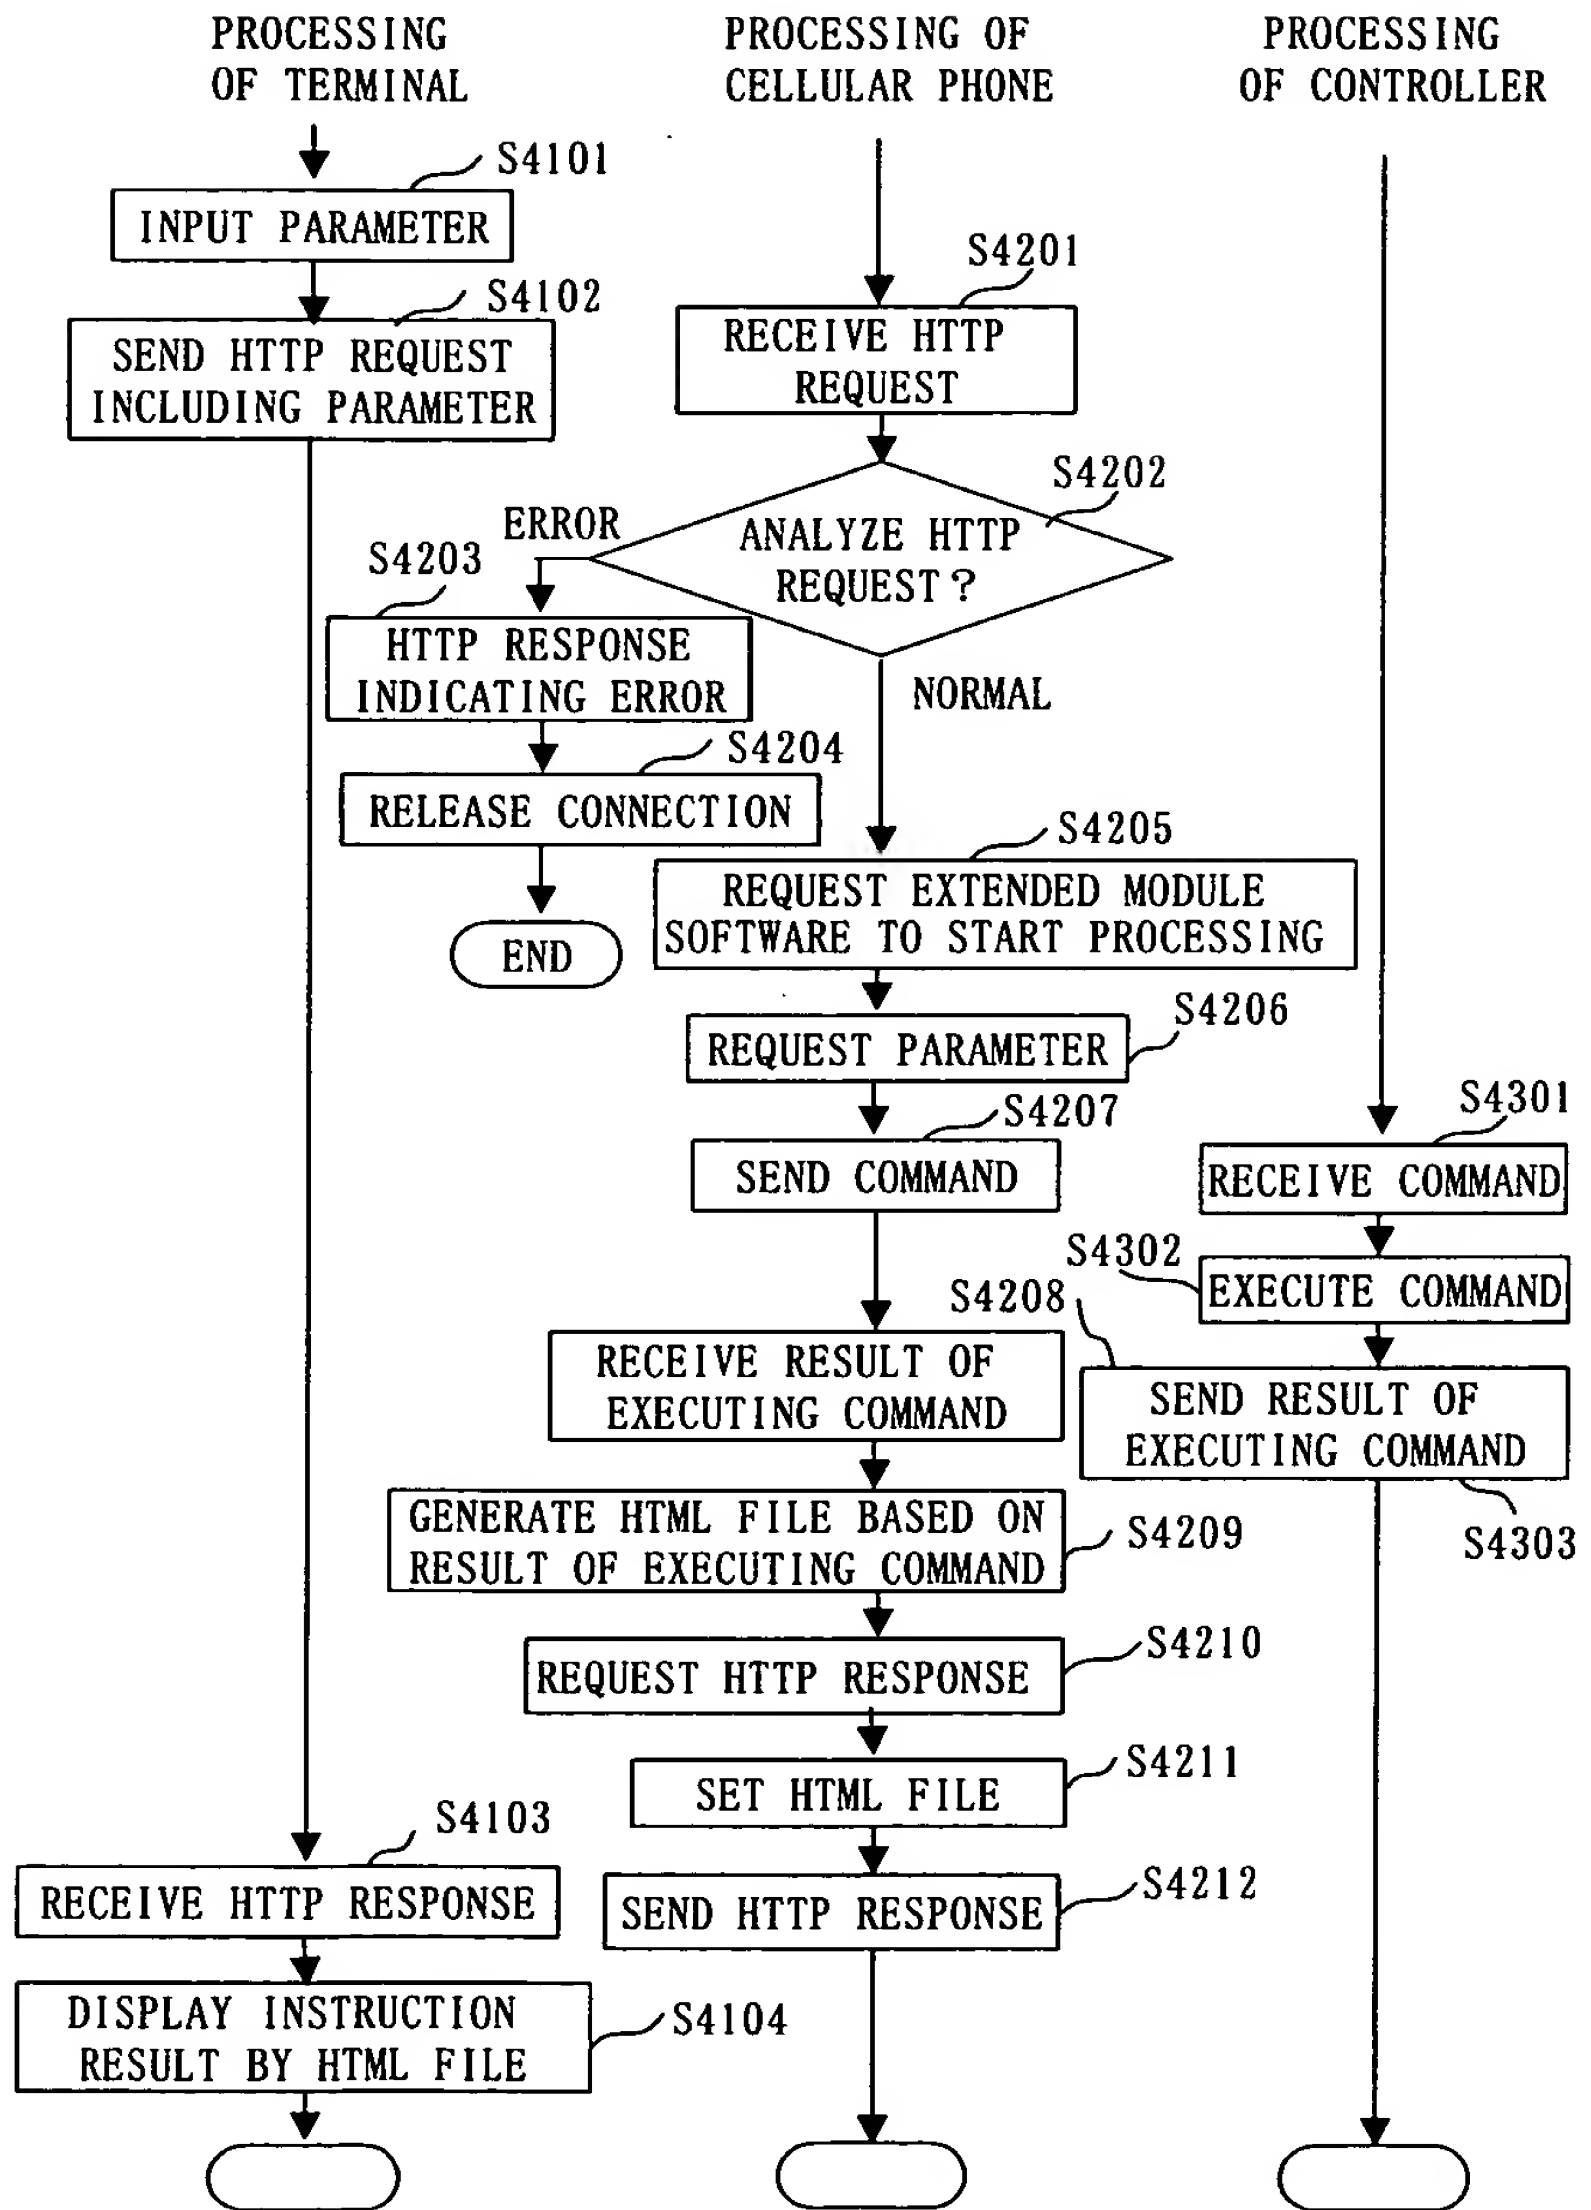 PROCESSING
OF TERMINAL
PROCESSING OF
CELLULAR PHONE
PROCESSING
OF CONTROLLER
S4101
INPUT PARAMETER
S4102
SEND HTTP REQUEST
INCLUDING PARAMETER
S4201
RECEIVE HTTP
REQUEST
S4202
ANALYZE HTTP
REQUEST?
ERROR
S4203
HTTP RESPONSE
INDICATING ERROR
NORMAL
S4204
RELEASE CONNECTION
END
S4205
REQUEST EXTENDED MODULE
SOFTWARE TO START PROCESSING
S4206
REQUEST PARAMETER
S4207
SEND COMMAND
S4301
RECEIVE COMMAND
S4302
EXECUTE COMMAND
S4208
RECEIVE RESULT OF
EXECUTING COMMAND
SEND RESULT OF
EXECUTING COMMAND
S4303
GENERATE HTML FILE BASED ON
RESULT OF EXECUTING COMMAND
S4209
REQUEST HTTP RESPONSE
S4210
SET HTML FILE
S4211
S4103
RECEIVE HTTP RESPONSE
SEND HTTP RESPONSE
S4212
DISPLAY INSTRUCTION
RESULT BY HTML FILE
S4104